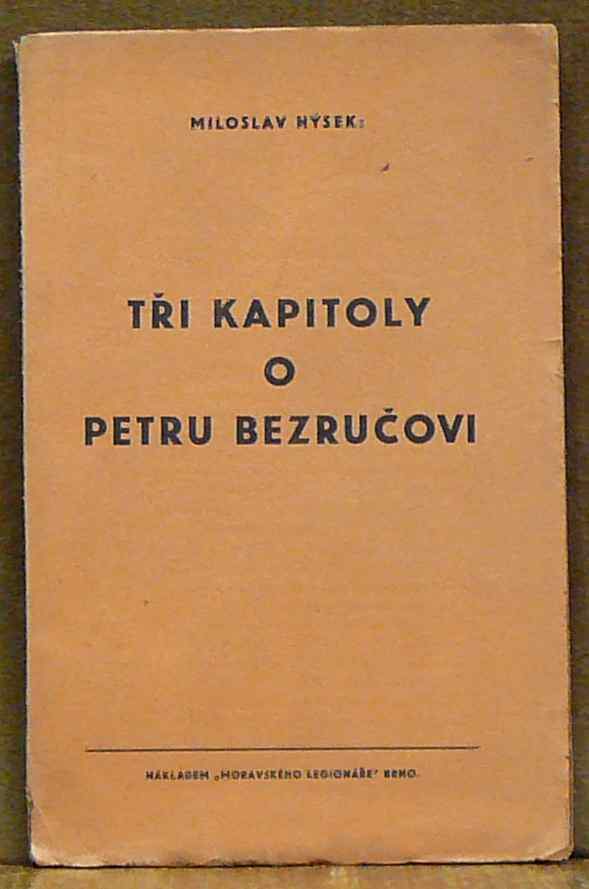 MILOSLAV HÝSEK:
TŘI KAPITOLY
O
PETRU BEZRUČOVI
NÁKLADEM „MORAVSKÉHO LEGIONÁŘE" BRNO.